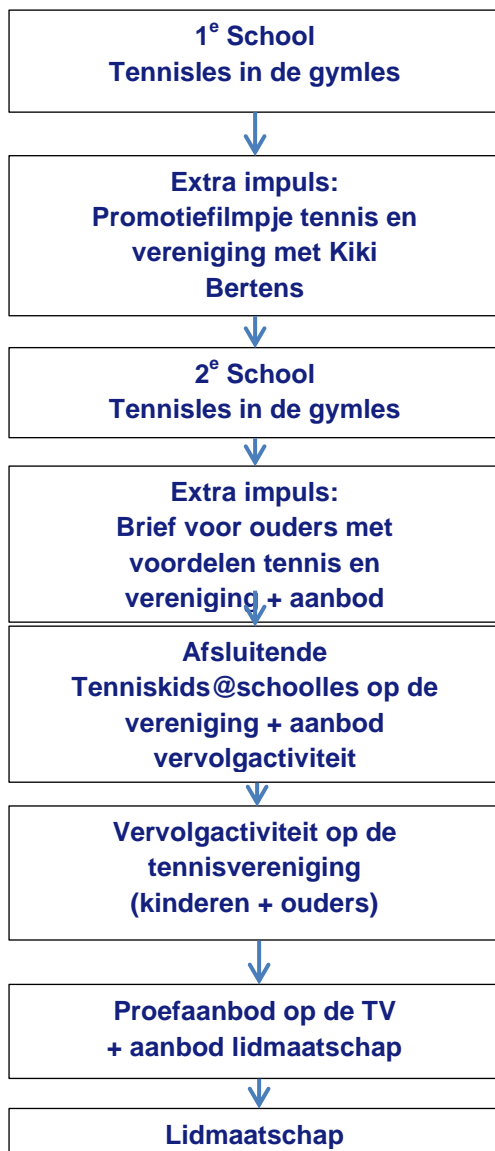 1e School
Tennisles in de gymles
Extra impuls:
Promotiefilmpje tennis en
vereniging met Kiki
Bertens
2e School
Tennisles in de gymles
Extra impuls:
Brief voor ouders met
voordelen tennis en
vereniging + aanbod
Afsluitende
Tenniskids@schoolles op de
vereniging + aanbod
vervolgactiviteit
Vervolgactiviteit op de
tennisvereniging
(kinderen + ouders)
Proefaanbod op de TV
+ aanbod lidmaatschap
Lidmaatschap